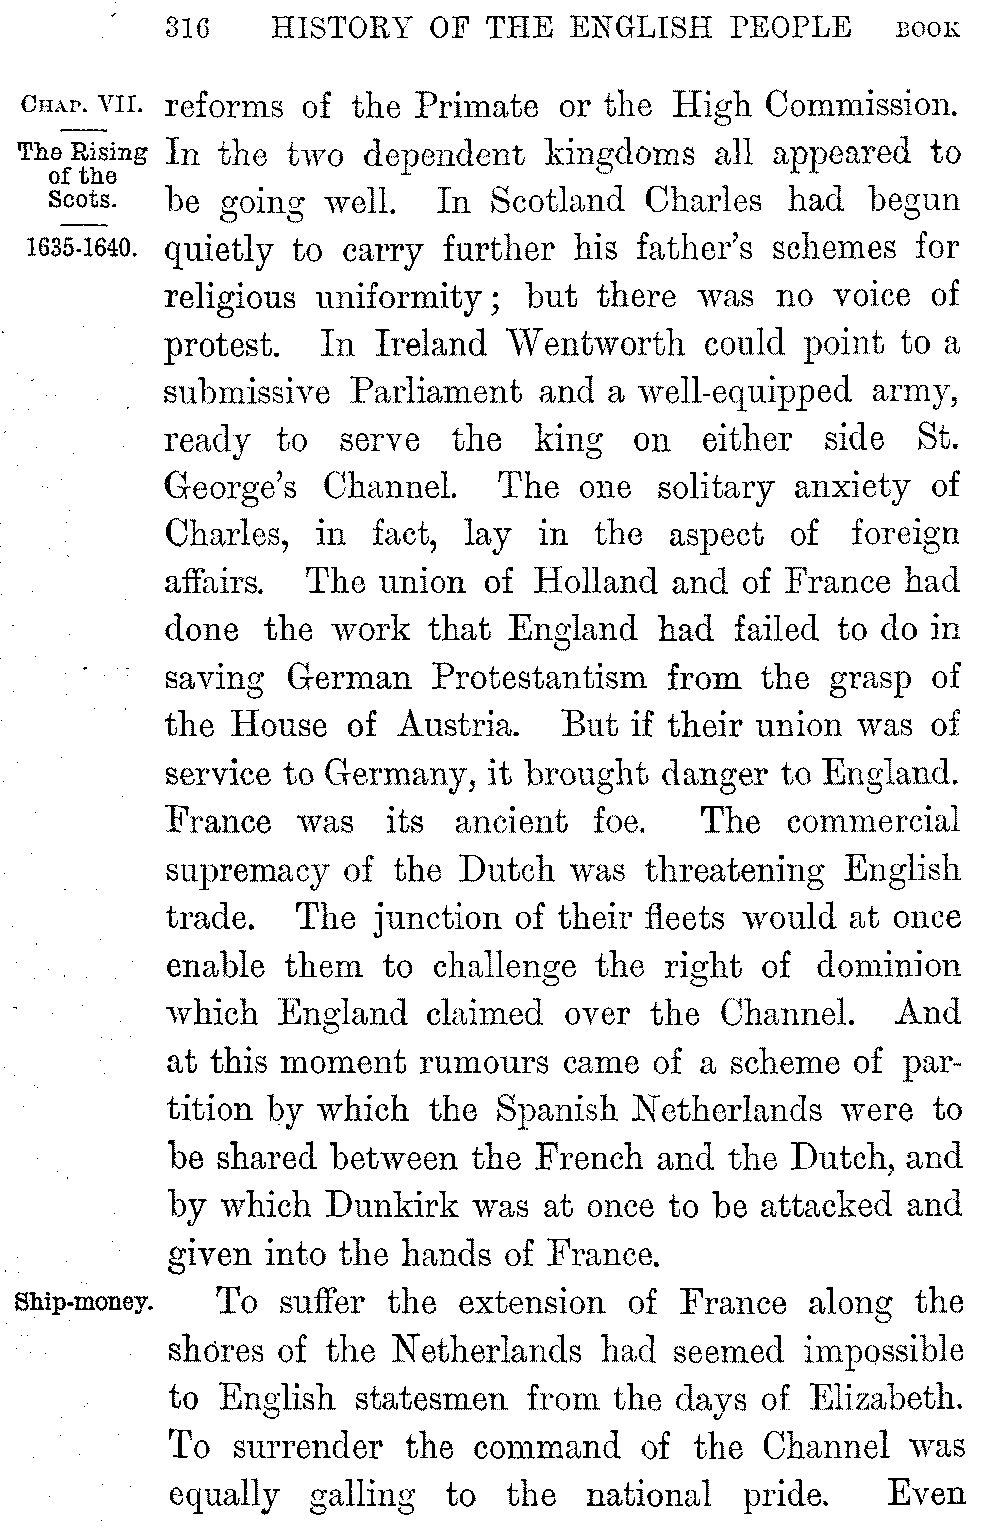 316 HISTORY OF THE ENGLISH PEOPLE BOOK
CHAP. VII.
The Rising
of the
Scots.
1635-1640.
reforms of the Primate or the High Commission.
In the two dependent kingdoms all appeared to
be going well. In Scotland Charles had begun
quietly to carry further his father's schemes for
religious uniformity; but there was no voice of
protest. In Ireland Wentworth could point to a
submissive Parliament and a well-equipped army,
ready to serve the king on either side St.
George's Channel. The one solitary anxiety of
Charles, in fact, lay in the aspect of foreign
affairs. The union of Holland and of France had
done the work that England had failed to do in
saving German Protestantism from the grasp of
the House of Austria. But if their union was of
service to Germany, it brought danger to England.
France was its ancient foe. The commercial
supremacy of the Dutch was threatening English
trade. The junction of their fleets would at once
enable them to challenge the right of dominion
which England claimed over the Channel. And
at this moment rumours came of a scheme of par-
tition by which the Spanish Netherlands were to
be shared between the French and the Dutch, and
by which Dunkirk was at once to be attacked and
given into the hands of France.
Ship-money.
To suffer the extension of France along the
shores of the Netherlands had seemed impossible
to English statesmen from the days of Elizabeth.
To surrender the command of the Channel was
equally galling to the national pride. Even